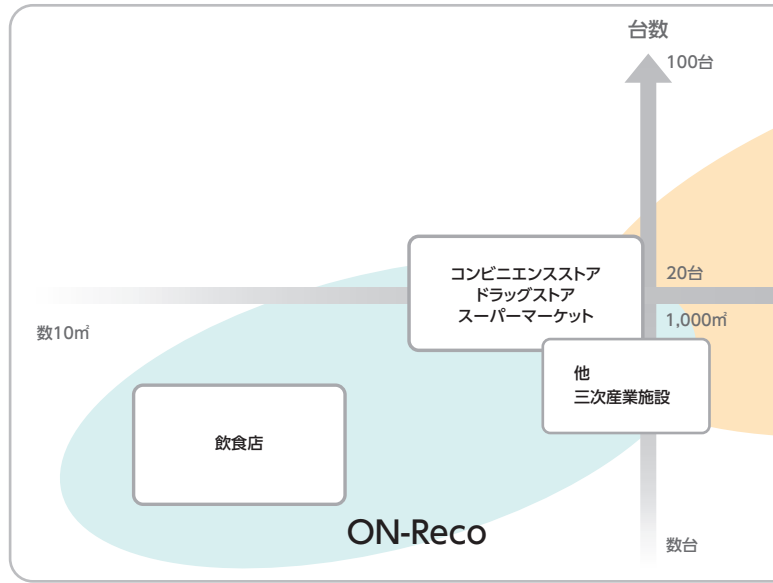 台数
100台
コンビニエンスストア
ドラッグストア
スーパーマーケット
20台
1,000㎡
数10㎡
他
三次産業施設
飲食店
ON-Reco
数台